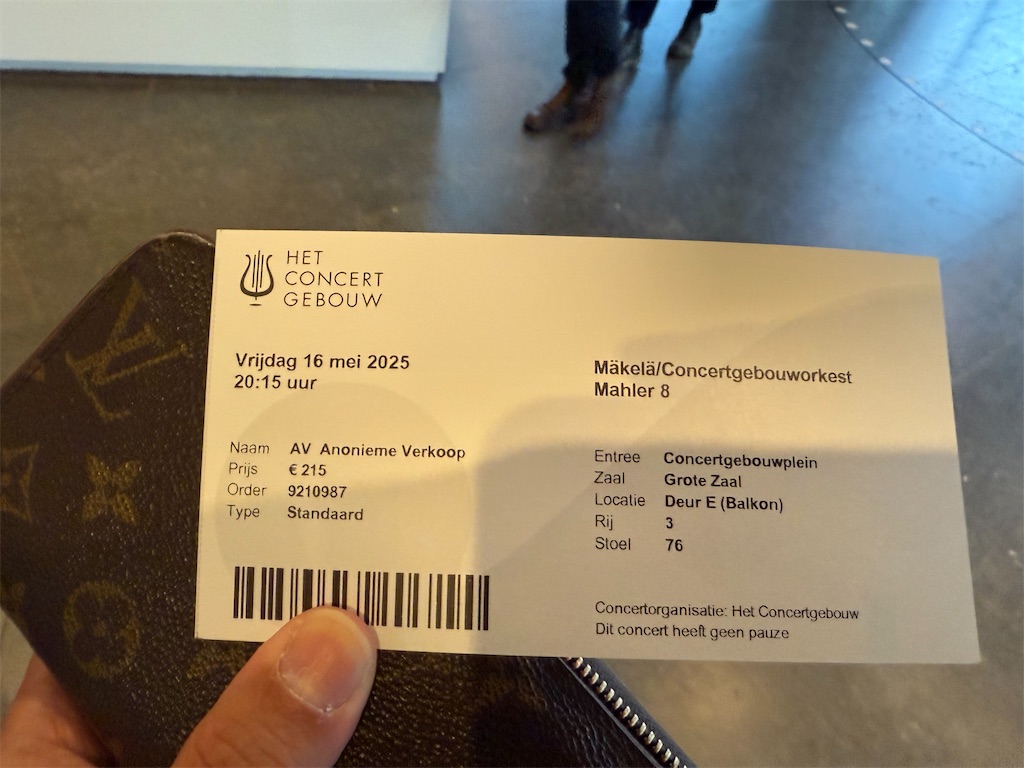 HET
CONCERT
GEBOUW
Vrijdag 16 mei 2025
20:15 uur
Mäkelä/Concertgebouworkest
Mahler 8
Naam AV Anonieme Verkoop
Prijs € 215
Order 9210987
Type Standaard
Entree Concertgebouwplein
Zaal Grote Zaal
Locatie Deur E (Balkon)
Rij 3
Stoel 76
Concertorganisatie: Het Concertgebouw
Dit concert heeft geen pauze